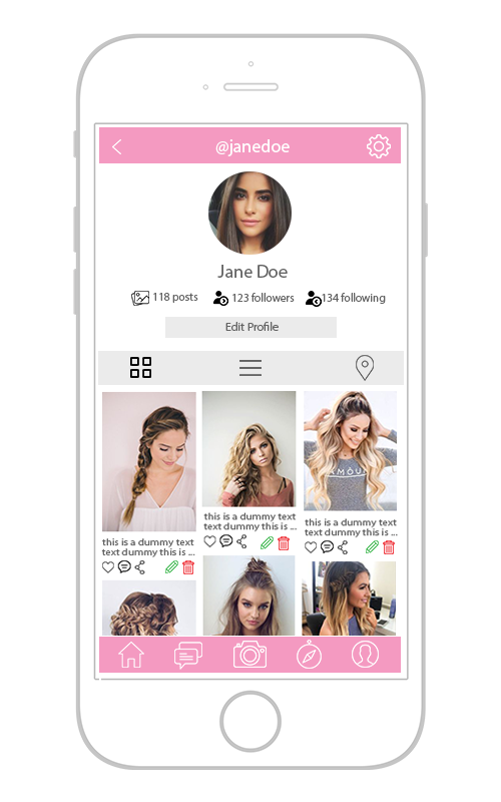 @janedoe
Jane Doe
118 posts
123 followers
134 following
Edit Profile
this is a dummy text
text dummy this is ...
this is a dummy text
text dummy this is ...
this is a dummy text
text dummy this is ...